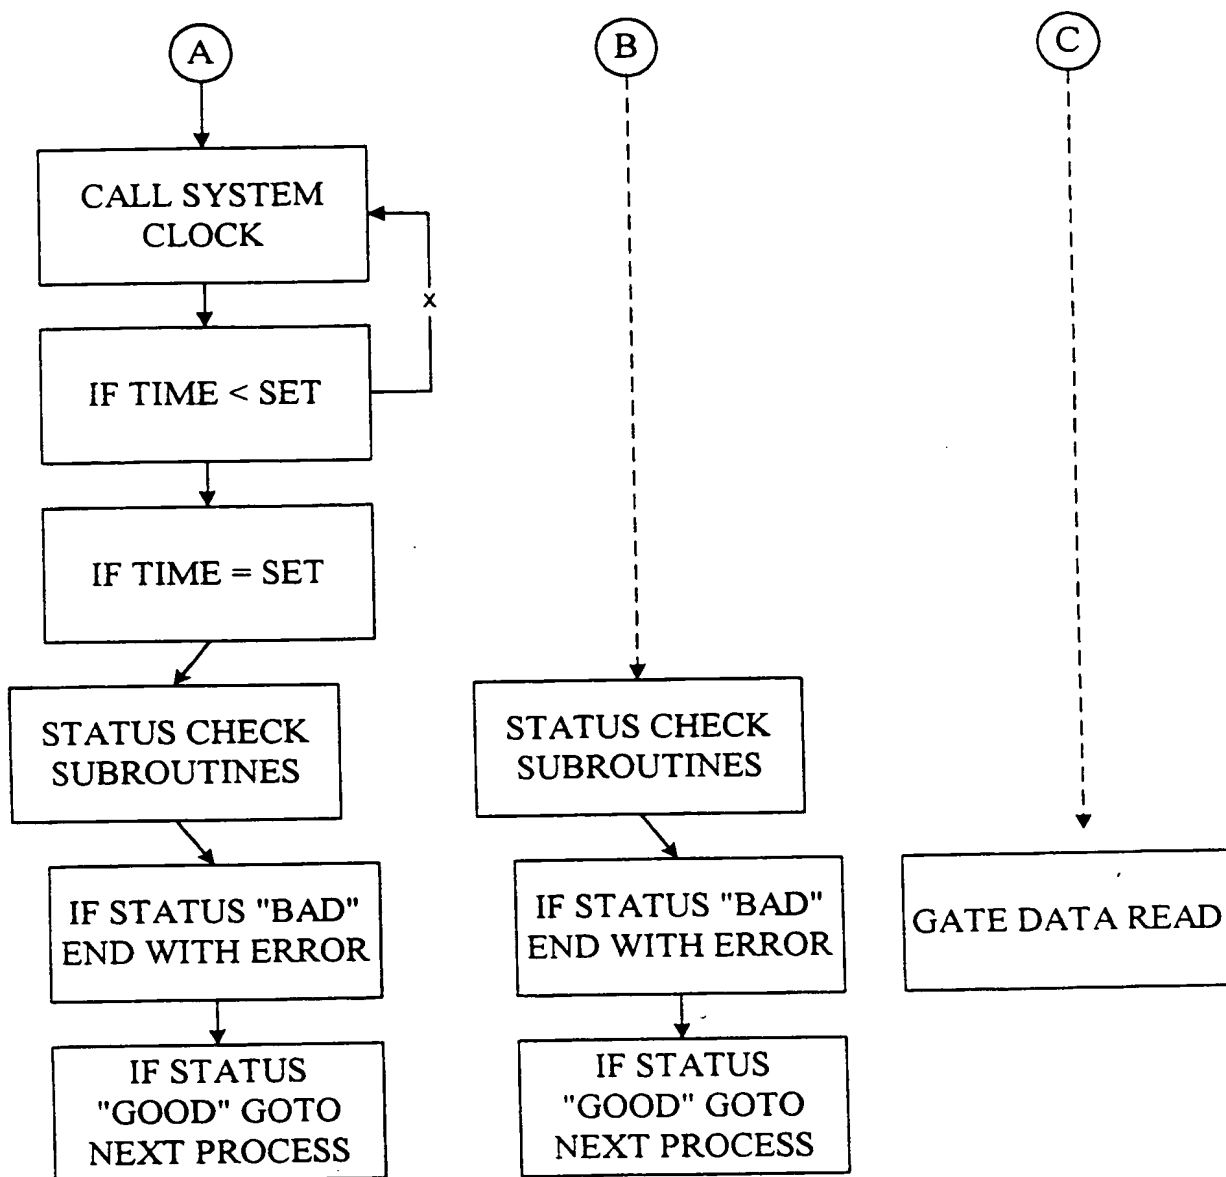 A
B
C
CALL SYSTEM
CLOCK
x
IF TIME < SET
IF TIME = SET
STATUS CHECK
SUBROUTINES
IF STATUS "BAD"
END WITH ERROR
IF STATUS
"GOOD" GOTO
NEXT PROCESS
STATUS CHECK
SUBROUTINES
IF STATUS "BAD"
END WITH ERROR
IF STATUS
"GOOD" GOTO
NEXT PROCESS
GATE DATA READ